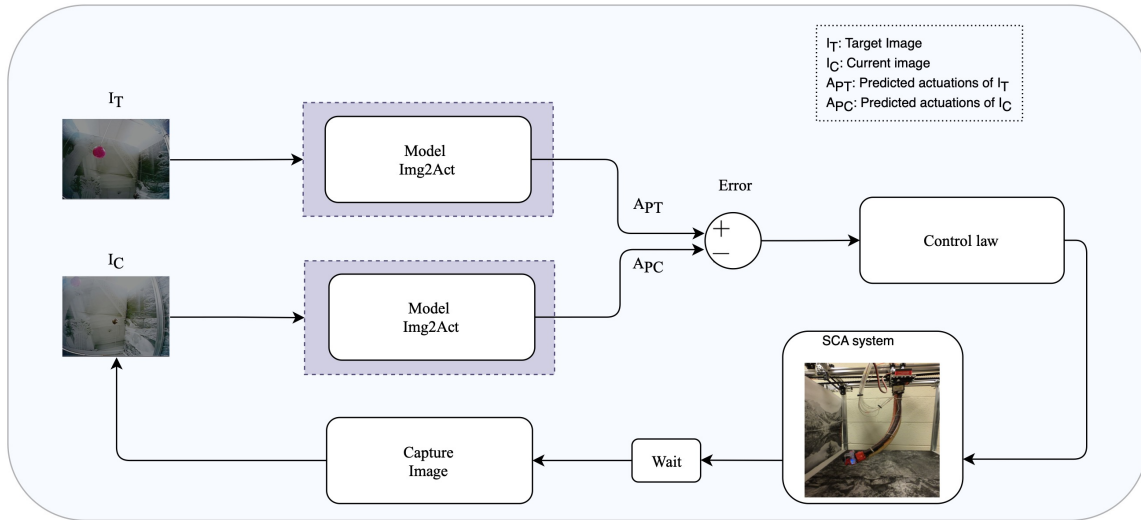 I_T: Target Image
I_C: Current image
A_PT: Predicted actuations of I_T
A_PC: Predicted actuations of I_C
I_T
Model
Img2Act
A_PT
Error
+
−
Control law
I_C
A_PC
Model
Img2Act
SCA system
Capture
Image
Wait